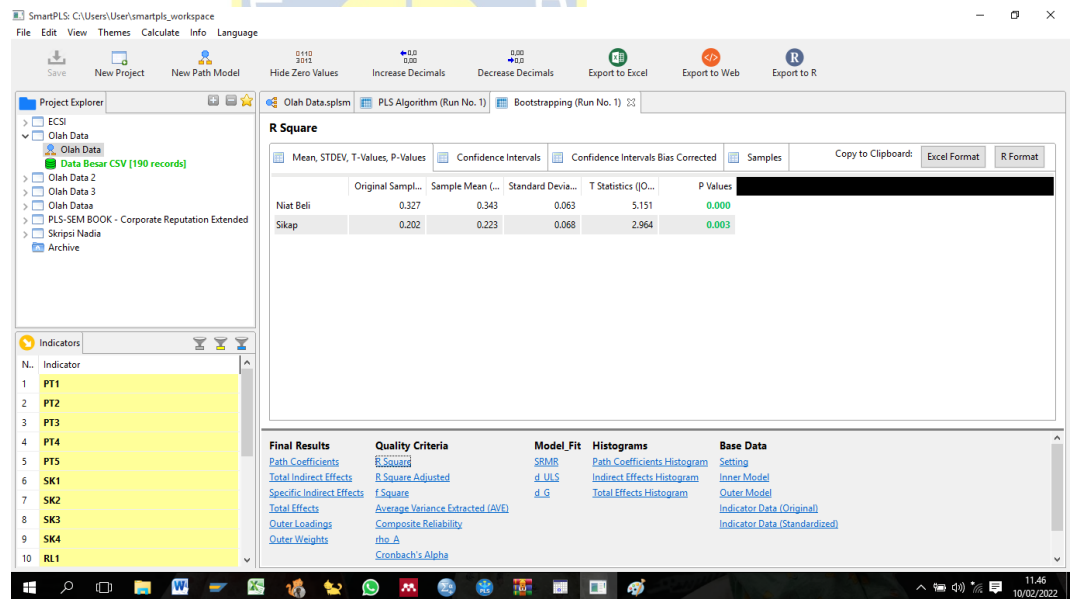 SmartPLS: C:\Users\User\smartpls_workspace
File Edit View Themes Calculate Info Language
Save New Project New Path Model Hide Zero Values Increase Decimals Decrease Decimals Export to Excel Export to Web Export to R
Project Explorer
ECSI
Olah Data
Olah Data
Data Besar CSV [190 records]
Olah Data 2
Olah Data 3
Olah Dataa
PLS-SEM BOOK - Corporate Reputation Extended
Skripsi Nadia
Archive
Indicators
N.. Indicator
1 PT1
2 PT2
3 PT3
4 PT4
5 PT5
6 SK1
7 SK2
8 SK3
9 SK4
10 RL1
Olah Data.splsm PLS Algorithm (Run No. 1) Bootstrapping (Run No. 1)
R Square
Mean, STDEV, T-Values, P-Values Confidence Intervals Confidence Intervals Bias Corrected Samples Copy to Clipboard: Excel Format R Format
Original Sampl... Sample Mean (... Standard Devia... T Statistics (|O... P Values
Niat Beli 0.327 0.343 0.063 5.151 0.000
Sikap 0.202 0.223 0.068 2.964 0.003
Final Results Quality Criteria Model_Fit Histograms Base Data
Path Coefficients R Square SRMR Path Coefficients Histogram Setting
Total Indirect Effects R Square Adjusted d_ULS Indirect Effects Histogram Inner Model
Specific Indirect Effects f Square d_G Total Effects Histogram Outer Model
Total Effects Average Variance Extracted (AVE) Indicator Data (Original)
Outer Loadings Composite Reliability Indicator Data (Standardized)
Outer Weights rho_A
Cronbach's Alpha
11.46
10/02/2022